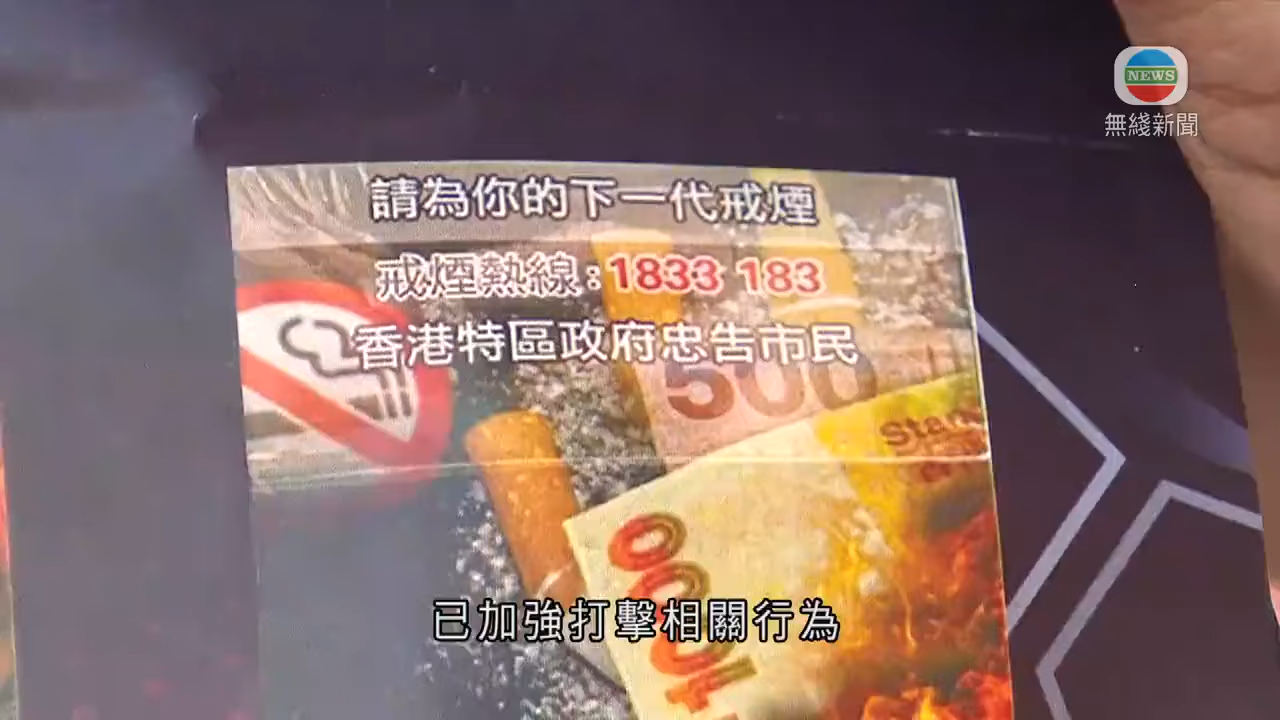 NEWS
無綫新聞
請為你的下一代戒煙
戒煙熱線:1833 183
香港特區政府忠告市民
500
1000
已加強打擊相關行為